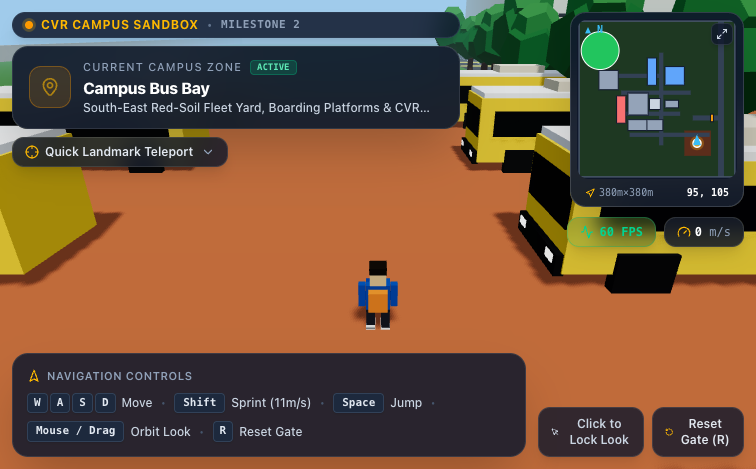 CVR CAMPUS SANDBOX • MILESTONE 2
CURRENT CAMPUS ZONE ACTIVE
Campus Bus Bay
South-East Red-Soil Fleet Yard, Boarding Platforms & CVR...
Quick Landmark Teleport
N
380m×380m 95, 105
60 FPS 0 m/s
NAVIGATION CONTROLS
W A S D Move • Shift Sprint (11m/s) • Space Jump •
Mouse / Drag Orbit Look • R Reset Gate
Click to
Lock Look
Reset
Gate (R)